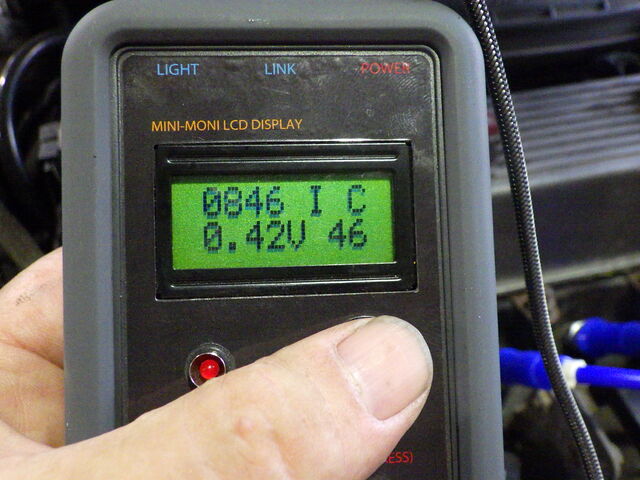 LIGHT LINK POWER
MINI-MONI LCD DISPLAY
0846 I C
0.42V 46